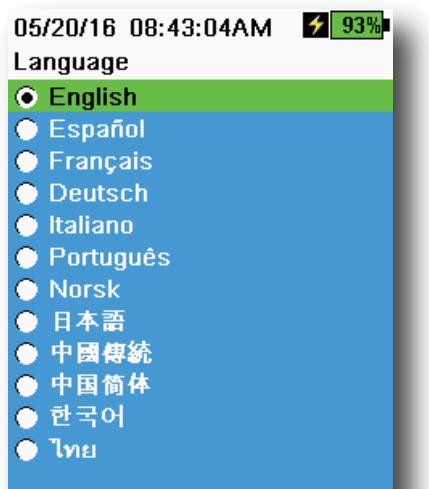 05/20/16 08:43:04AM 93%
Language
English
Español
Français
Deutsch
Italiano
Português
Norsk
日本語
中國傳統
中国简体
한국어
ไทย